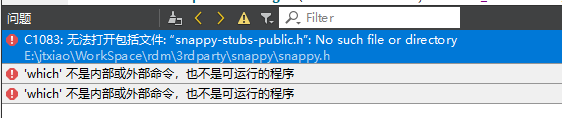 问题
Filter
C1083: 无法打开包括文件: “snappy-stubs-public.h”: No such file or directory
E:\jtxiao\WorkSpace\rdm\3rdparty\snappy\snappy.h
'which' 不是内部或外部命令，也不是可运行的程序
'which' 不是内部或外部命令，也不是可运行的程序